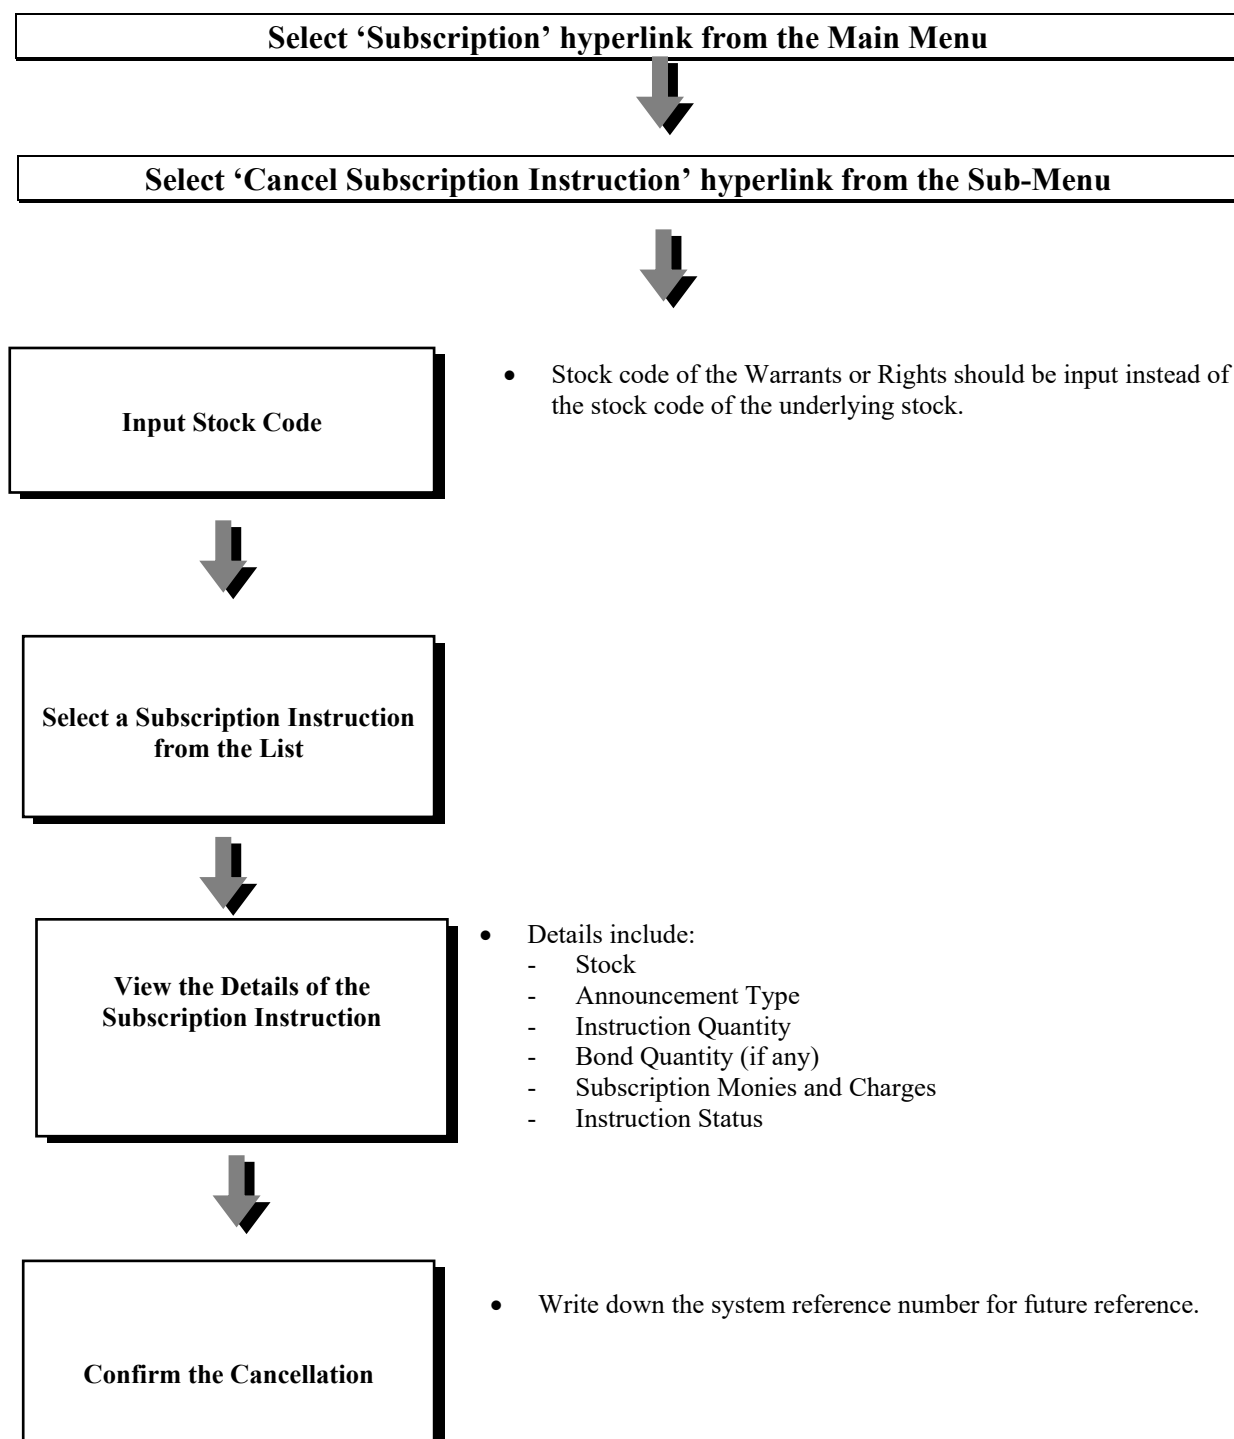 Select ‘Subscription’ hyperlink from the Main Menu
Select ‘Cancel Subscription Instruction’ hyperlink from the Sub-Menu
Input Stock Code
• Stock code of the Warrants or Rights should be input instead of
the stock code of the underlying stock.
Select a Subscription Instruction
from the List
View the Details of the
Subscription Instruction
• Details include:
- Stock
- Announcement Type
- Instruction Quantity
- Bond Quantity (if any)
- Subscription Monies and Charges
- Instruction Status
Confirm the Cancellation
• Write down the system reference number for future reference.